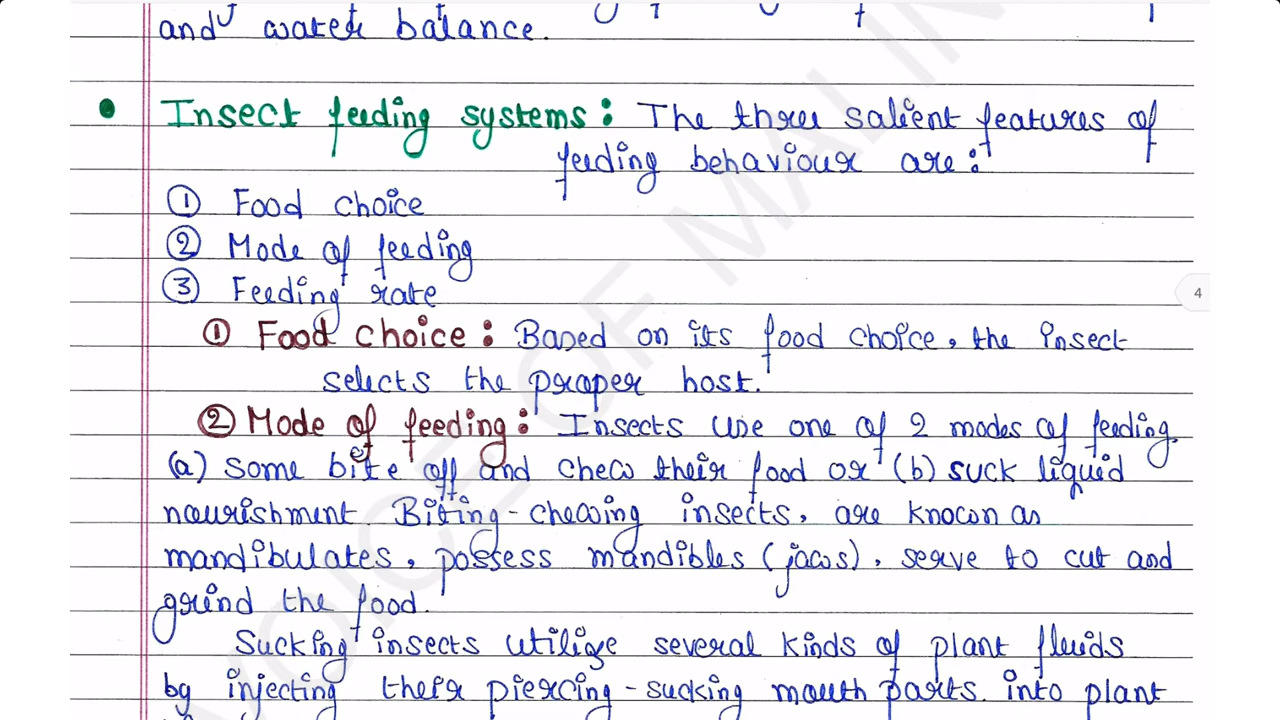 and water balance.
• Insect feeding systems: The three salient features of
feeding behaviour are:
① Food choice
② Mode of feeding
③ Feeding rate
① Food choice: Based on its food choice, the insect
selects the proper host.
② Mode of feeding: Insects use one of 2 modes of feeding.
(a) some bite off and chew their food or (b) suck liquid
nourishment. Biting-chewing insects, are known as
mandibulates, possess mandibles (jaws), serve to cut and
grind the food.
Sucking insects utilize several kinds of plant fluids
by injecting their piercing-sucking mouth parts into plant
4